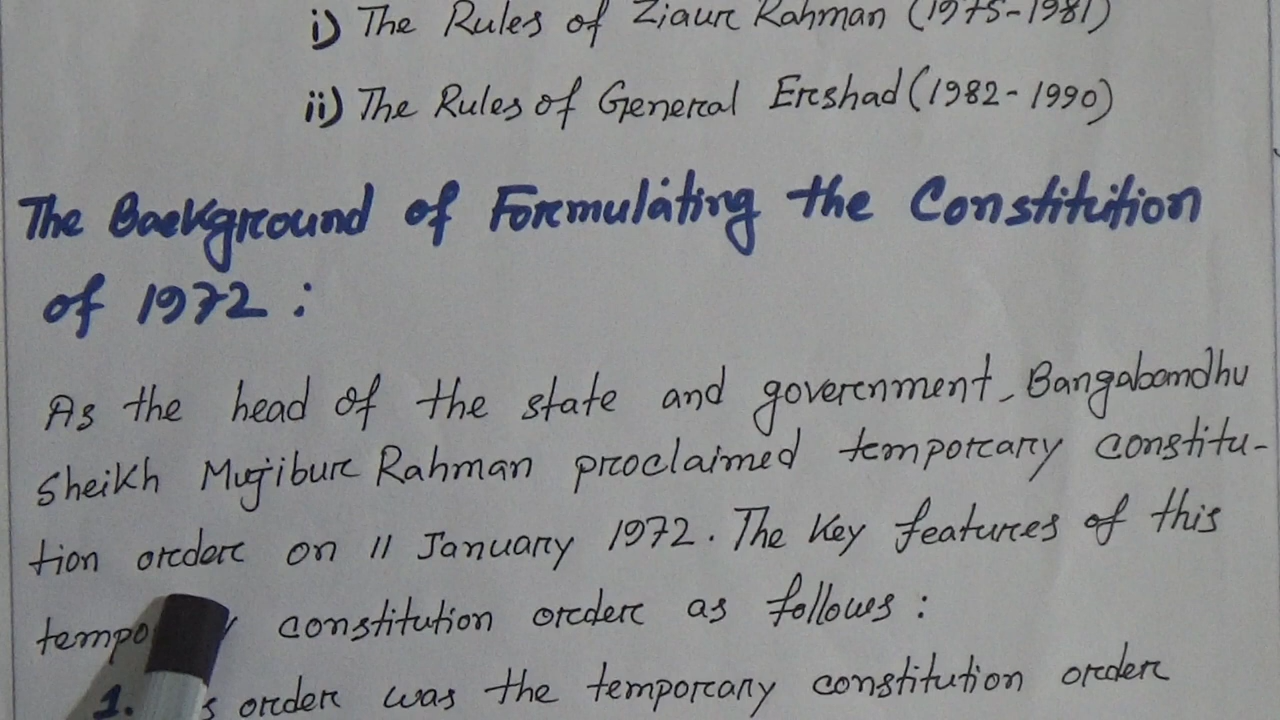 i) The Rules of Ziaur Rahman (1975-1981)
ii) The Rules of General Ershad (1982-1990)
The Background of Formulating the Constitution
of 1972 :
As the head of the state and government, Bangabandhu
Sheikh Mujibur Rahman proclaimed temporary constitu-
tion order on 11 January 1972. The Key features of this
constitution order as follows :
1. order was the temporary constitution order